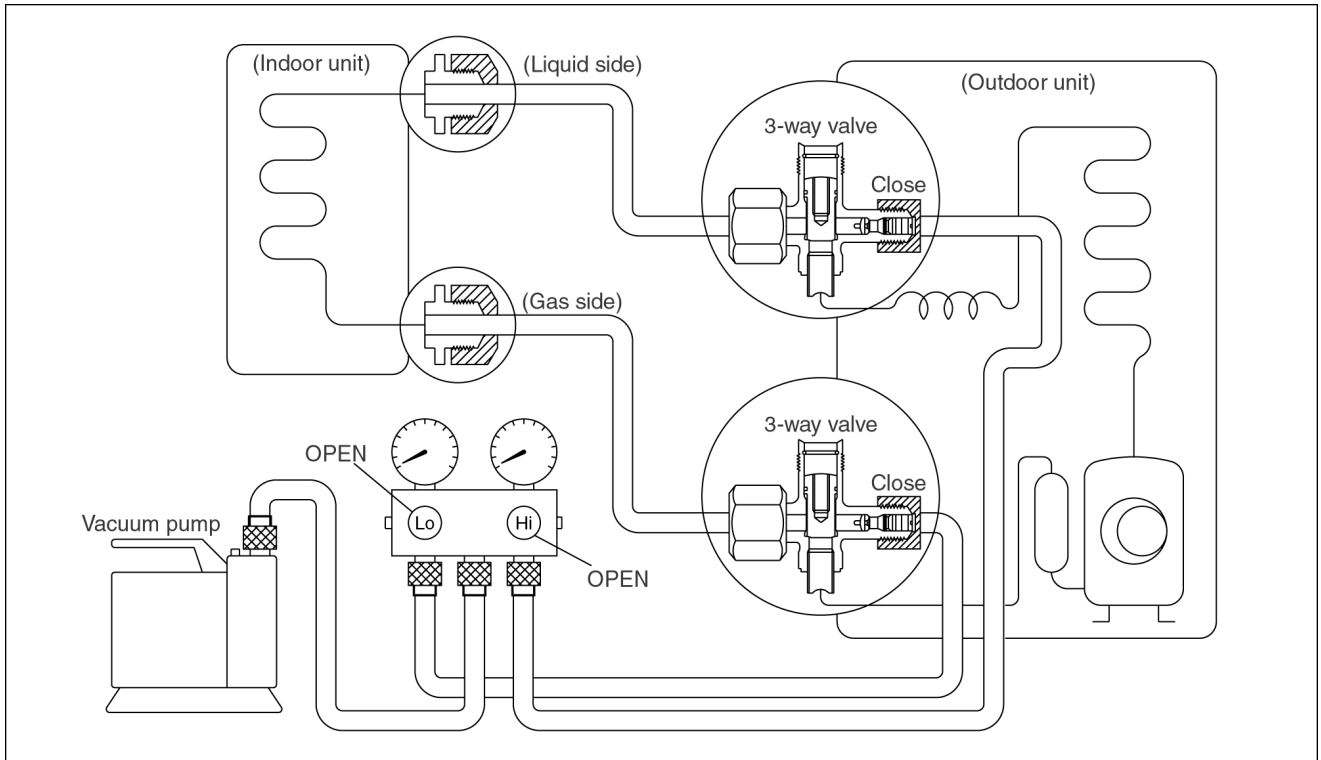 (Indoor unit)
(Liquid side)
(Outdoor unit)
3-way valve
Close
(Gas side)
3-way valve
Close
OPEN
Lo
Hi
Vacuum pump
OPEN